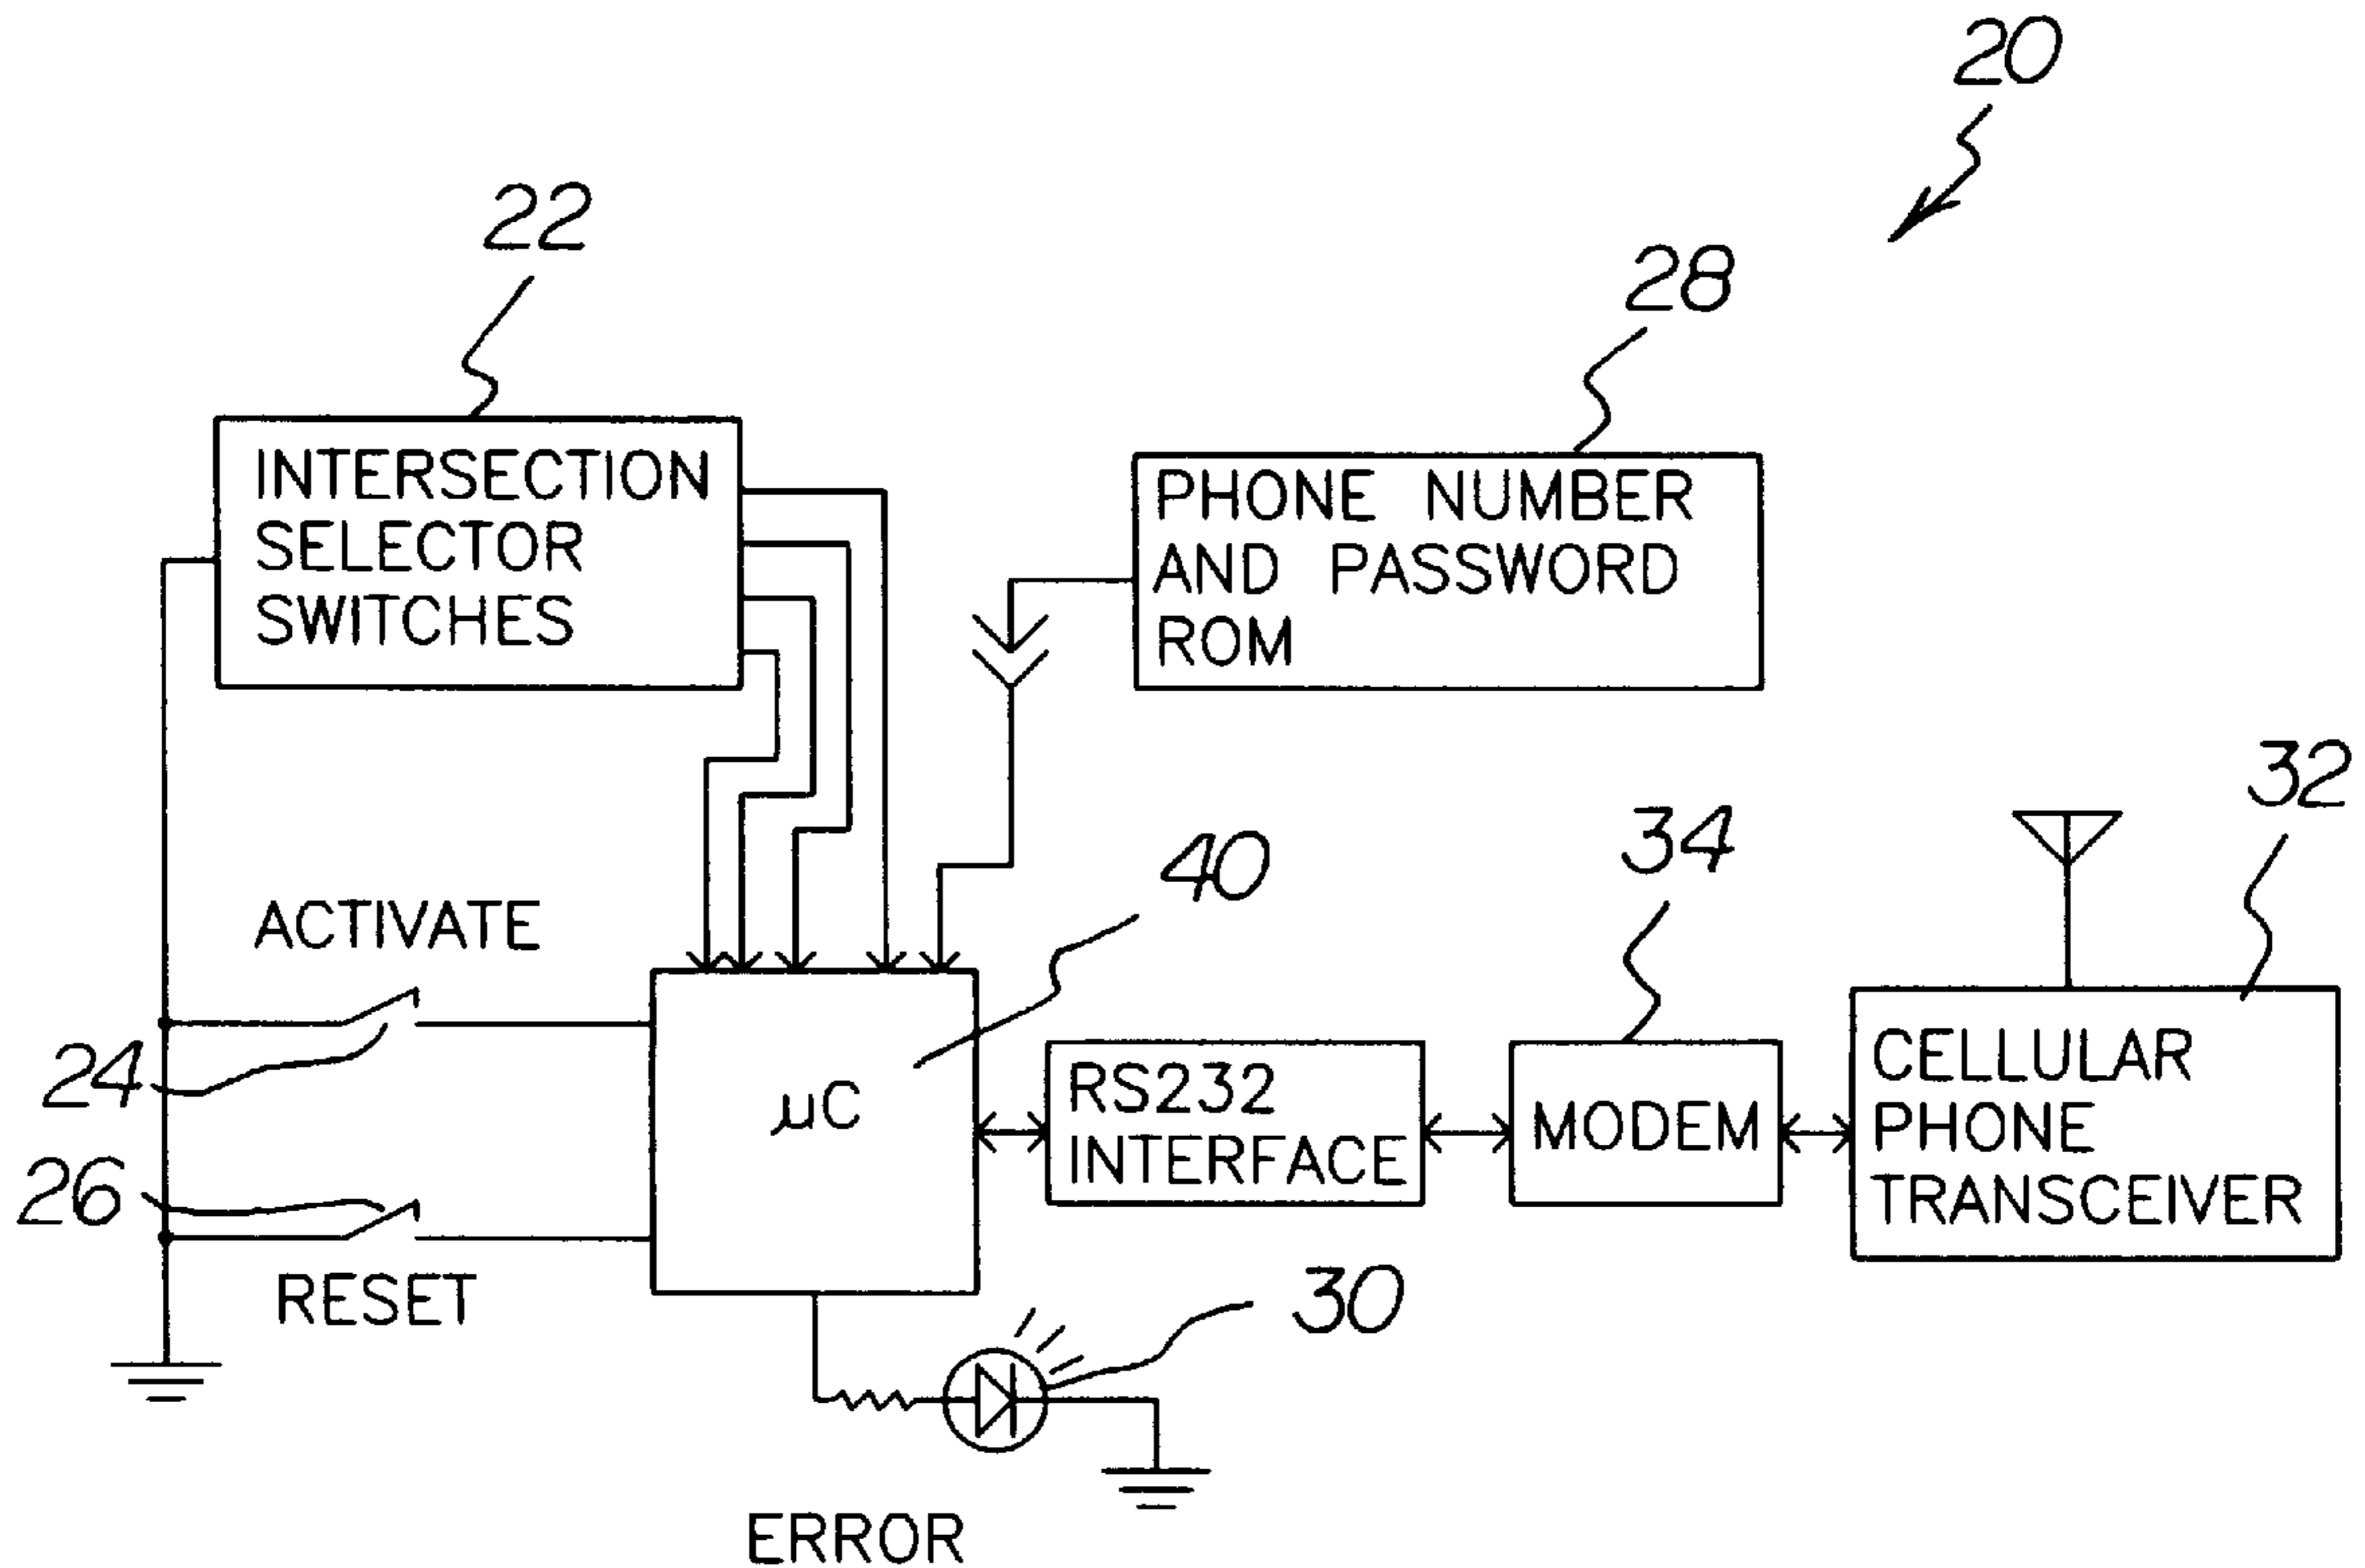 20
22
28
INTERSECTION
SELECTOR
SWITCHES
PHONE NUMBER
AND PASSWORD
ROM
32
34
40
ACTIVATE
24
µC
RS232
INTERFACE
MODEM
CELLULAR
PHONE
TRANSCEIVER
26
RESET
30
ERROR